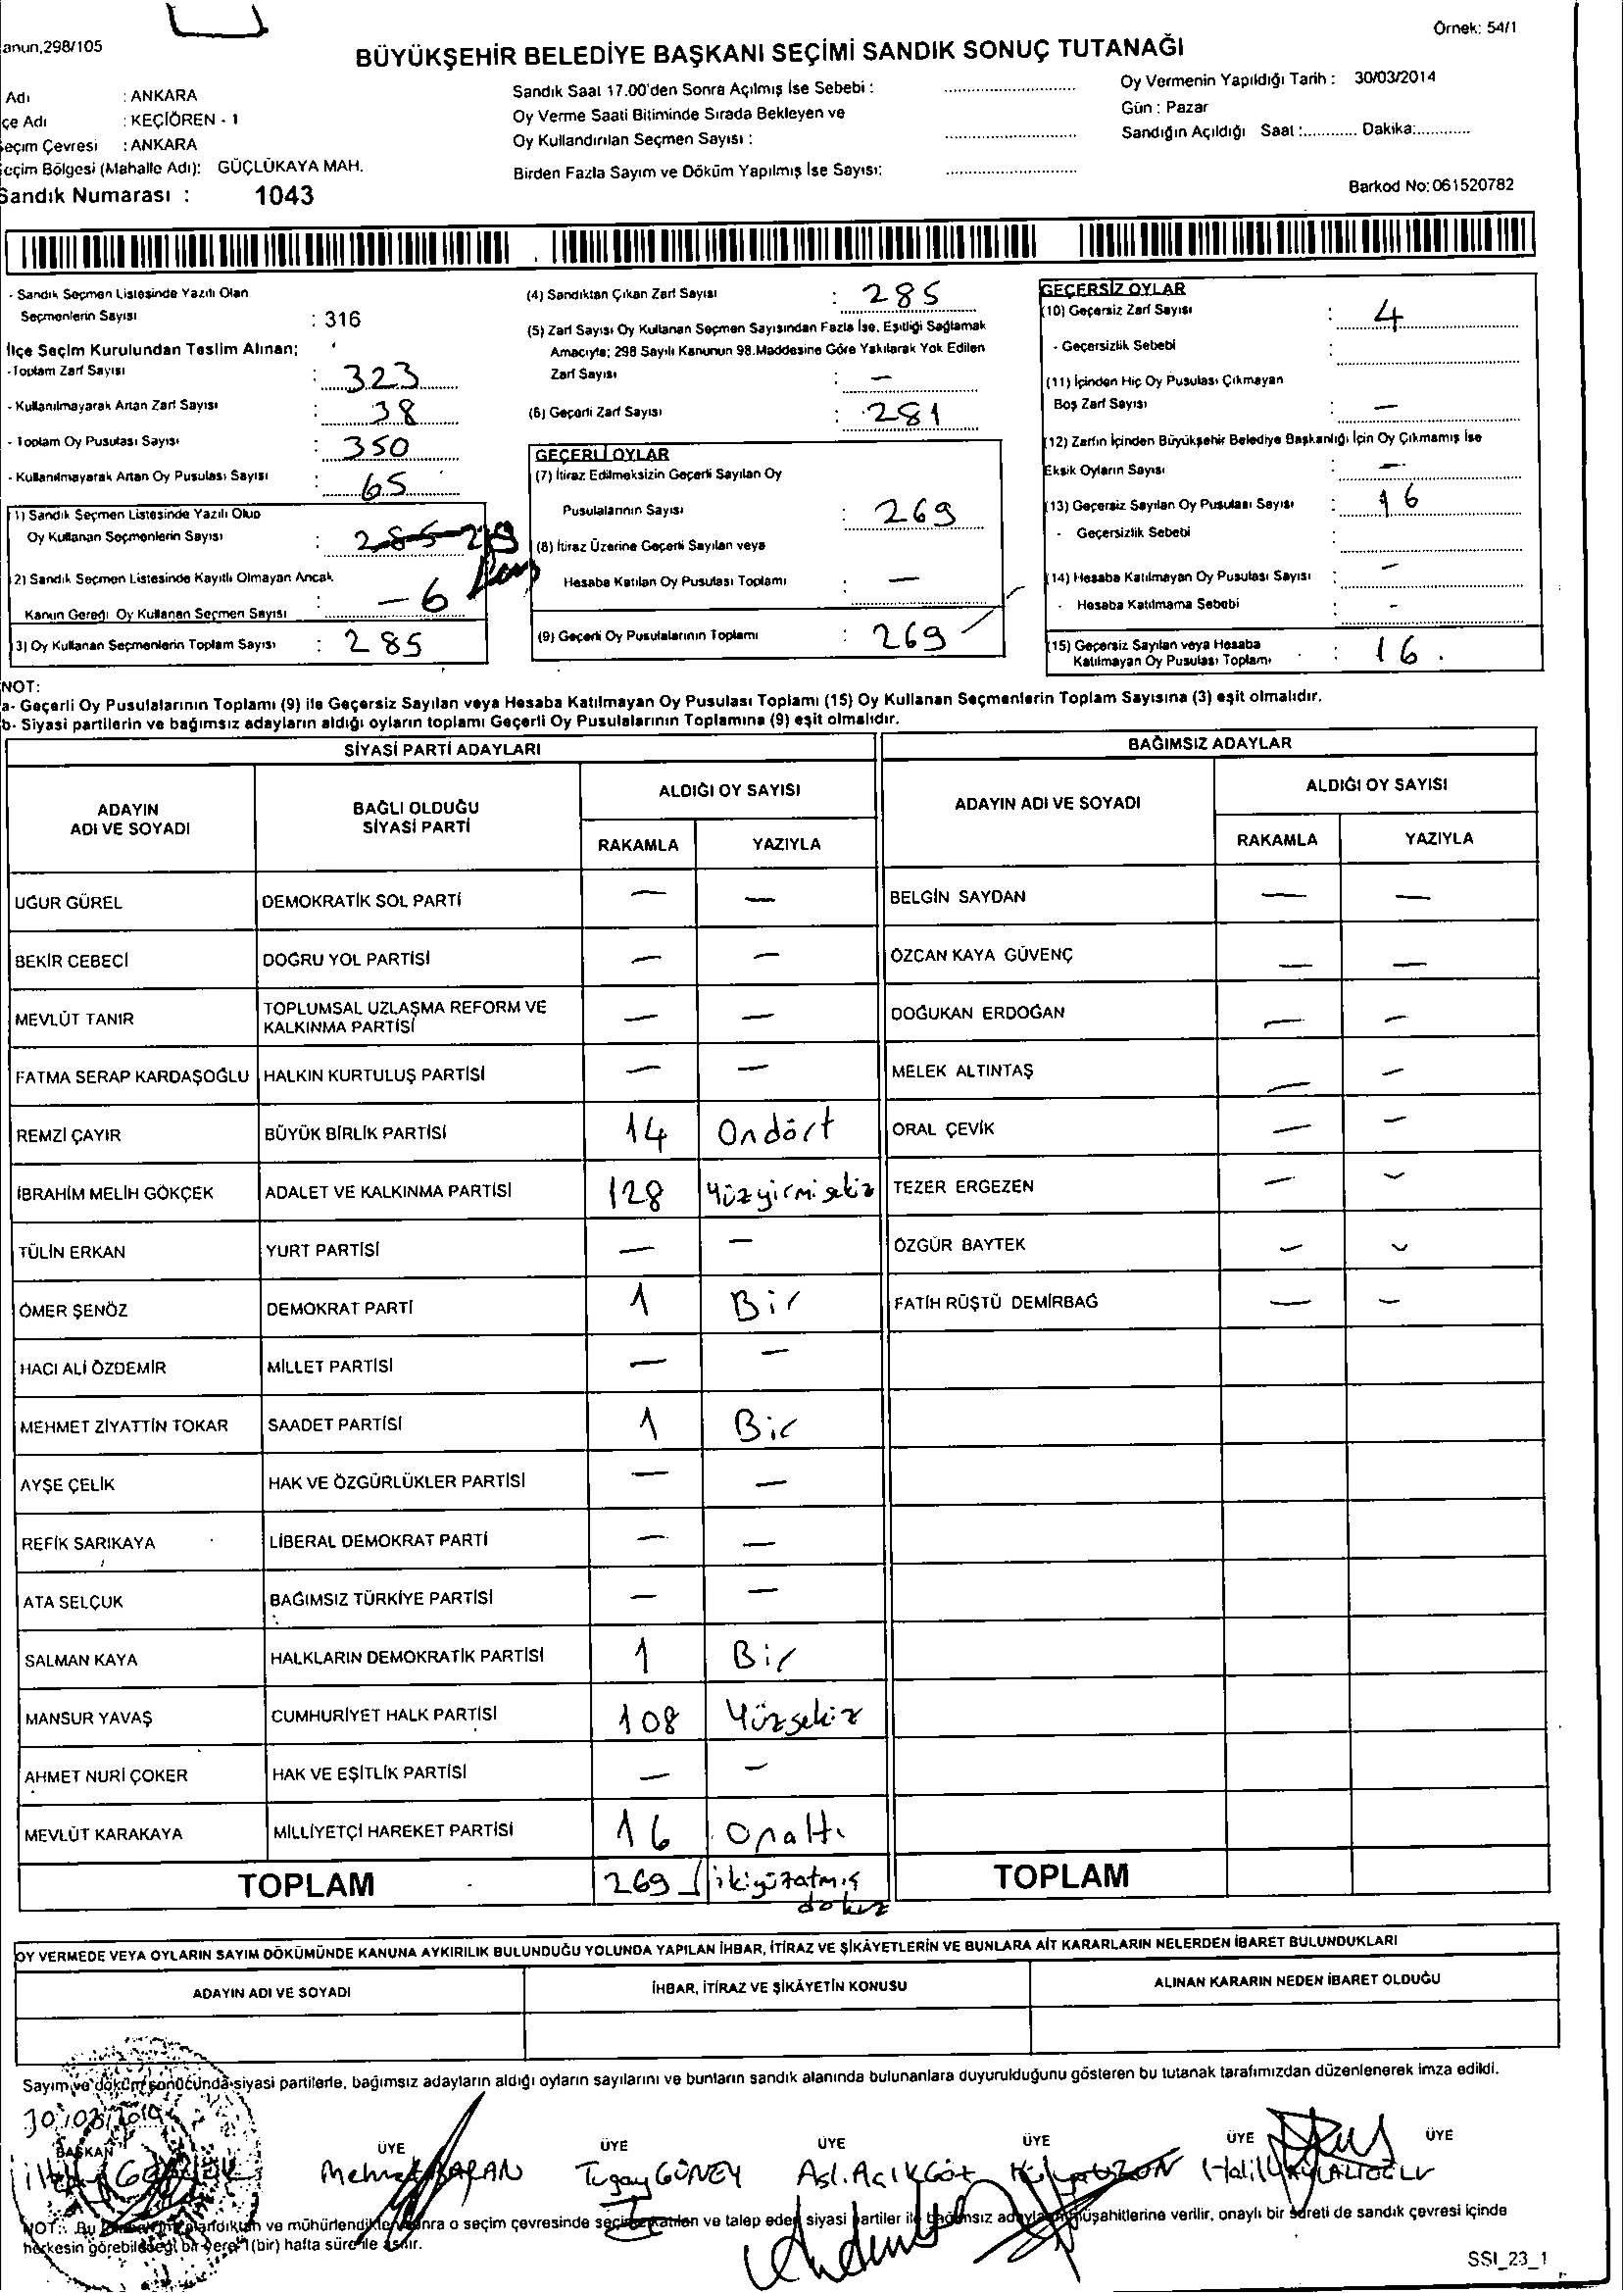 Örnek: 54/1
anun,298/105
BÜYÜKŞEHİR BELEDİYE BAŞKANI SEÇİMİ SANDIK SONUÇ TUTANAĞI
Adı : ANKARA
çe Adı : KEÇİÖREN - 1
eçim Çevresi : ANKARA
eçim Bölgesi (Mahalle Adı): GÜÇLÜKAYA MAH.
Sandık Numarası : 1043
Sandık Saat 17.00'den Sonra Açılmış İse Sebebi :
Oy Verme Saati Bitiminde Sırada Bekleyen ve
Oy Kullandırılan Seçmen Sayısı :
Birden Fazla Sayım ve Döküm Yapılmış İse Sayısı:
Oy Vermenin Yapıldığı Tarih : 30/03/2014
Gün : Pazar
Sandığın Açıldığı Saat :............ Dakika:............
Barkod No: 061520782
- Sandık Seçmen Listesinde Yazılı Olan
Seçmenlerin Sayısı : 316
İlçe Seçim Kurulundan Teslim Alınan;
-Toplam Zarf Sayısı : 323
- Kullanılmayarak Artan Zarf Sayısı : 38
- Toplam Oy Pusulası Sayısı : 350
- Kullanılmayarak Artan Oy Pusulası Sayısı : 65
1) Sandık Seçmen Listesinde Yazılı Olup
Oy Kullanan Seçmenlerin Sayısı : 285 279
2) Sandık Seçmen Listesinde Kayıtlı Olmayan Ancak
Kanun Gereği Oy Kullanan Seçmen Sayısı : – 6
3) Oy Kullanan Seçmenlerin Toplam Sayısı : 285
(4) Sandıktan Çıkan Zarf Sayısı : 285
(5) Zarf Sayısı Oy Kullanan Seçmen Sayısından Fazla İse, Eşitliği Sağlamak
Amacıyla; 298 Sayılı Kanunun 98.Maddesine Göre Yakılarak Yok Edilen
Zarf Sayısı : –
(6) Geçerli Zarf Sayısı : 281
GEÇERLİ OYLAR
(7) İtiraz Edilmeksizin Geçerli Sayılan Oy
Pusulalarının Sayısı : 269
(8) İtiraz Üzerine Geçerli Sayılan veya
Hesaba Katılan Oy Pusulası Toplamı : –
(9) Geçerli Oy Pusulalarının Toplamı : 269
GEÇERSİZ OYLAR
(10) Geçersiz Zarf Sayısı : 4
- Geçersizlik Sebebi :
(11) İçinden Hiç Oy Pusulası Çıkmayan
Boş Zarf Sayısı : –
(12) Zarfın İçinden Büyükşehir Belediye Başkanlığı İçin Oy Çıkmamış İse
Eksik Oyların Sayısı : –
(13) Geçersiz Sayılan Oy Pusulası Sayısı : 16
- Geçersizlik Sebebi :
(14) Hesaba Katılmayan Oy Pusulası Sayısı : –
- Hesaba Katılmama Sebebi : -
(15) Geçersiz Sayılan veya Hesaba
Katılmayan Oy Pusulası Toplamı : 16.
NOT:
a- Geçerli Oy Pusulalarının Toplamı (9) ile Geçersiz Sayılan veya Hesaba Katılmayan Oy Pusulası Toplamı (15) Oy Kullanan Seçmenlerin Toplam Sayısına (3) eşit olmalıdır.
b- Siyasi partilerin ve bağımsız adayların aldığı oyların toplamı Geçerli Oy Pusulalarının Toplamına (9) eşit olmalıdır.
SİYASİ PARTİ ADAYLARI
ADAYIN ADI VE SOYADI
BAĞLI OLDUĞU SİYASİ PARTİ
ALDIĞI OY SAYISI
RAKAMLA YAZIYLA
UĞUR GÜREL DEMOKRATİK SOL PARTİ – –
BEKİR CEBECİ DOĞRU YOL PARTİSİ – –
MEVLÜT TANIR TOPLUMSAL UZLAŞMA REFORM VE KALKINMA PARTİSİ – –
FATMA SERAP KARDAŞOĞLU HALKIN KURTULUŞ PARTİSİ – –
REMZİ ÇAYIR BÜYÜK BİRLİK PARTİSİ 14 Ondört
İBRAHİM MELİH GÖKÇEK ADALET VE KALKINMA PARTİSİ 128 Yüzyirmisekiz
TÜLİN ERKAN YURT PARTİSİ – –
ÖMER ŞENÖZ DEMOKRAT PARTİ 1 Bir
HACI ALİ ÖZDEMİR MİLLET PARTİSİ – –
MEHMET ZİYATTİN TOKAR SAADET PARTİSİ 1 Bir
AYŞE ÇELİK HAK VE ÖZGÜRLÜKLER PARTİSİ – –
REFİK SARIKAYA LİBERAL DEMOKRAT PARTİ – –
ATA SELÇUK BAĞIMSIZ TÜRKİYE PARTİSİ – –
SALMAN KAYA HALKLARIN DEMOKRATİK PARTİSİ 1 Bir
MANSUR YAVAŞ CUMHURİYET HALK PARTİSİ 108 Yüzsekiz
AHMET NURİ ÇOKER HAK VE EŞİTLİK PARTİSİ – –
MEVLÜT KARAKAYA MİLLİYETÇİ HAREKET PARTİSİ 16 Onaltı
TOPLAM 269 ikiyüzatmış dokuz
BAĞIMSIZ ADAYLAR
ADAYIN ADI VE SOYADI
ALDIĞI OY SAYISI
RAKAMLA YAZIYLA
BELGİN SAYDAN – –
ÖZCAN KAYA GÜVENÇ – –
DOĞUKAN ERDOĞAN – –
MELEK ALTINTAŞ – –
ORAL ÇEVİK – –
TEZER ERGEZEN – –
ÖZGÜR BAYTEK – –
FATİH RÜŞTÜ DEMİRBAĞ – –
TOPLAM
OY VERMEDE VEYA OYLARIN SAYIM DÖKÜMÜNDE KANUNA AYKIRILIK BULUNDUĞU YOLUNDA YAPILAN İHBAR, İTİRAZ VE ŞİKÂYETLERİN VE BUNLARA AİT KARARLARIN NELERDEN İBARET BULUNDUKLARI
ADAYIN ADI VE SOYADI
İHBAR, İTİRAZ VE ŞİKÂYETİN KONUSU
ALINAN KARARIN NEDEN İBARET OLDUĞU
Sayım ve döküm sonucunda siyasi partilerle, bağımsız adayların aldığı oyların sayılarını ve bunların sandık alanında bulunanlara duyurulduğunu gösteren bu tutanak tarafımızdan düzenlenerek imza edildi.
30/03/2014
BAŞKAN ÜYE ÜYE ÜYE ÜYE ÜYE ÜYE
Tugay GÜNEY
Aslı AÇIKGÖZ
Halil
NOT: Bu ve mühürlendikten sonra o seçim çevresinde seçime katılan ve talep eden siyasi partiler ile bağımsız aday müşahitlerine verilir, onaylı bir sureti de sandık çevresi içinde
herkesin görebileceği bir yere 1(bir) hafta süre ile asılır.
SSI_23_1